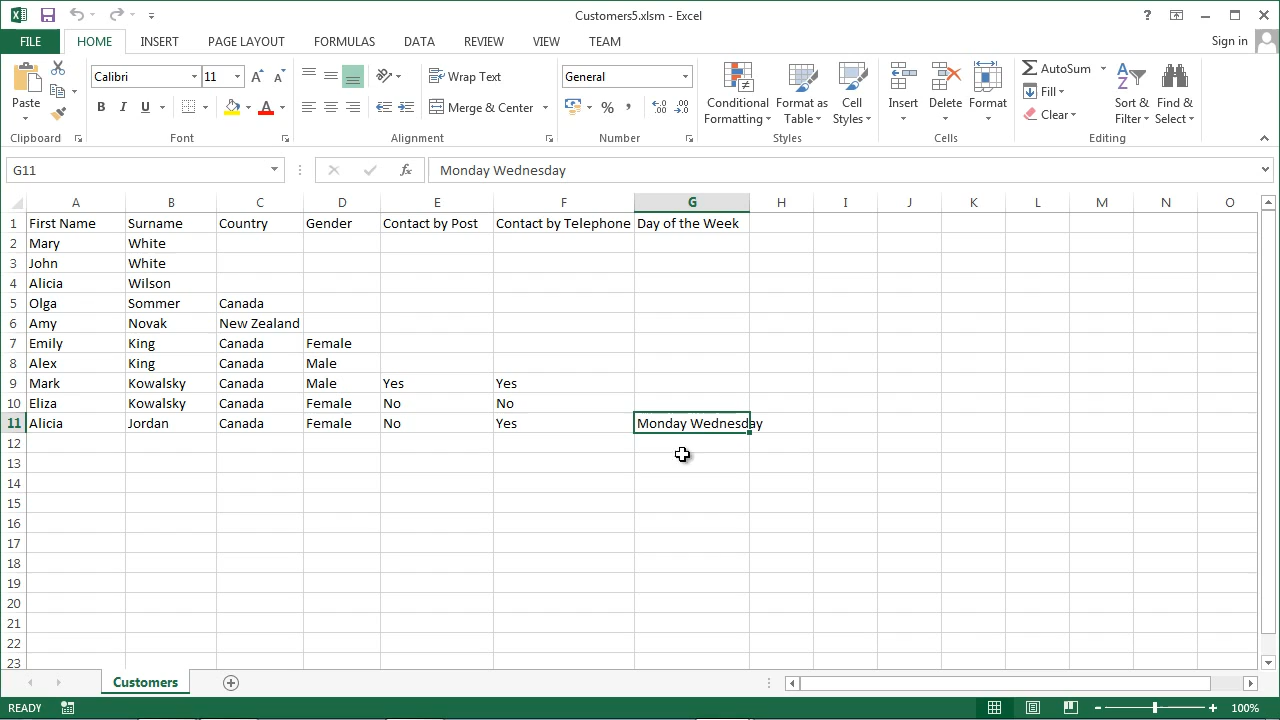 Customers5.xlsm - Excel
?
FILE HOME INSERT PAGE LAYOUT FORMULAS DATA REVIEW VIEW TEAM Sign in
Paste Calibri 11 A A Wrap Text General Conditional Formatting Format as Table Cell Styles Insert Delete Format AutoSum Sort & Filter Find & Select
B I U A Merge & Center % , Fill
Clear
Clipboard Font Alignment Number Styles Cells Editing
G11 fx Monday Wednesday
A B C D E F G H I J K L M N O
1 First Name Surname Country Gender Contact by Post Contact by Telephone Day of the Week
2 Mary White
3 John White
4 Alicia Wilson
5 Olga Sommer Canada
6 Amy Novak New Zealand
7 Emily King Canada Female
8 Alex King Canada Male
9 Mark Kowalsky Canada Male Yes Yes
10 Eliza Kowalsky Canada Female No No
11 Alicia Jordan Canada Female No Yes Monday Wednesday
12
13
14
15
16
17
18
19
20
21
22
23
Customers
READY 100%